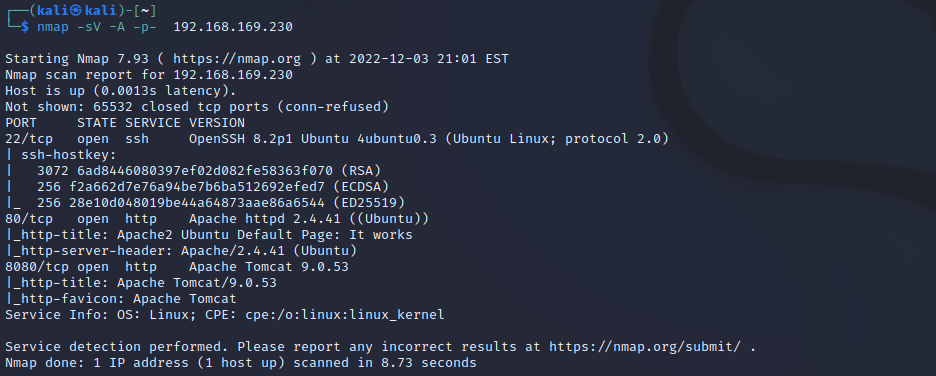 ┌──(kali㉿kali)-[~]
└─$ nmap -sV -A -p-  192.168.169.230
Starting Nmap 7.93 ( https://nmap.org ) at 2022-12-03 21:01 EST
Nmap scan report for 192.168.169.230
Host is up (0.0013s latency).
Not shown: 65532 closed tcp ports (conn-refused)
PORT     STATE SERVICE VERSION
22/tcp   open  ssh     OpenSSH 8.2p1 Ubuntu 4ubuntu0.3 (Ubuntu Linux; protocol 2.0)
| ssh-hostkey:
|   3072 6ad8446080397ef02d082fe58363f070 (RSA)
|   256 f2a662d7e76a94be7b6ba512692efed7 (ECDSA)
|_  256 28e10d048019be44a64873aae86a6544 (ED25519)
80/tcp   open  http    Apache httpd 2.4.41 ((Ubuntu))
|_http-title: Apache2 Ubuntu Default Page: It works
|_http-server-header: Apache/2.4.41 (Ubuntu)
8080/tcp open  http    Apache Tomcat 9.0.53
|_http-title: Apache Tomcat/9.0.53
|_http-favicon: Apache Tomcat
Service Info: OS: Linux; CPE: cpe:/o:linux:linux_kernel
Service detection performed. Please report any incorrect results at https://nmap.org/submit/ .
Nmap done: 1 IP address (1 host up) scanned in 8.73 seconds